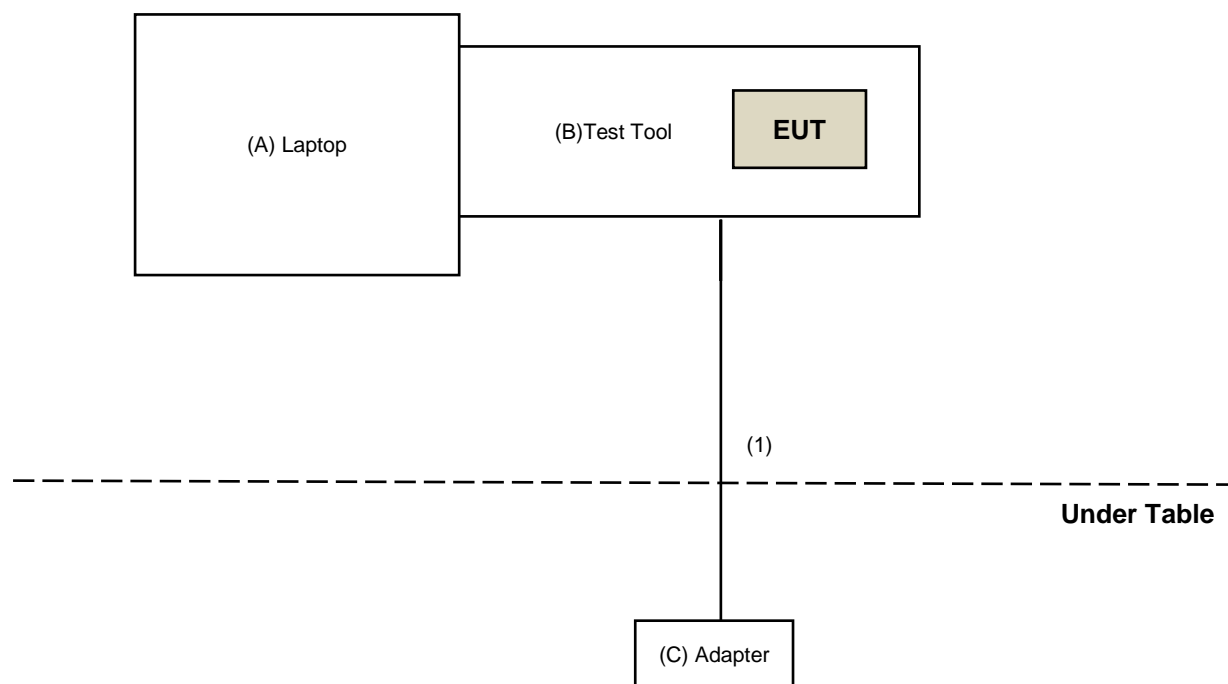 (A) Laptop
(B)Test Tool
EUT
(1)
Under Table
(C) Adapter